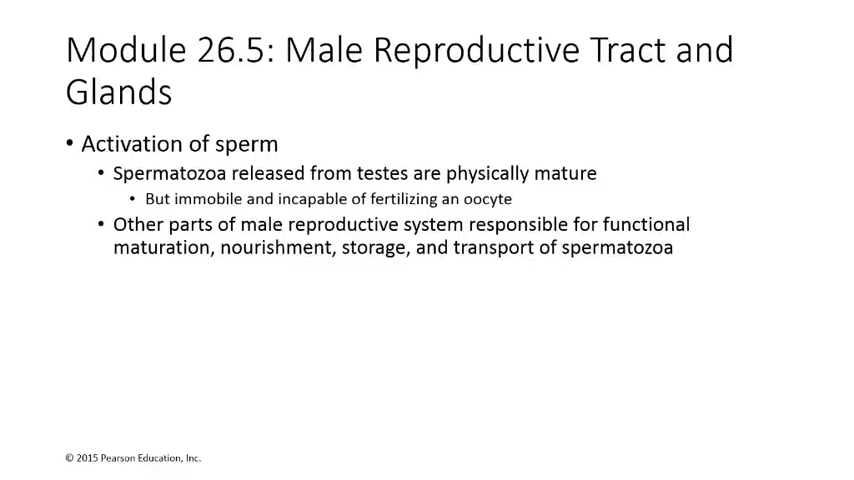 Module 26.5: Male Reproductive Tract and
Glands
• Activation of sperm
• Spermatozoa released from testes are physically mature
• But immobile and incapable of fertilizing an oocyte
• Other parts of male reproductive system responsible for functional
maturation, nourishment, storage, and transport of spermatozoa
© 2015 Pearson Education, Inc.